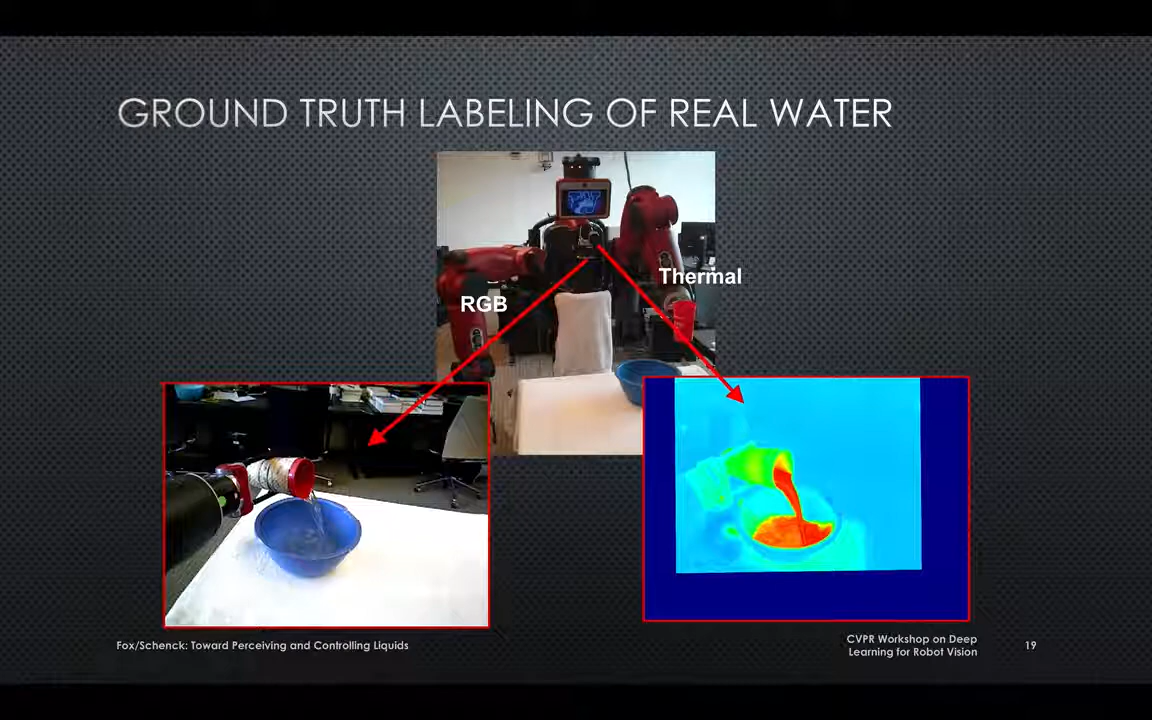 GROUND TRUTH LABELING OF REAL WATER
Thermal
RGB
Fox/Schenck: Toward Perceiving and Controlling Liquids
CVPR Workshop on Deep
Learning for Robot Vision
19